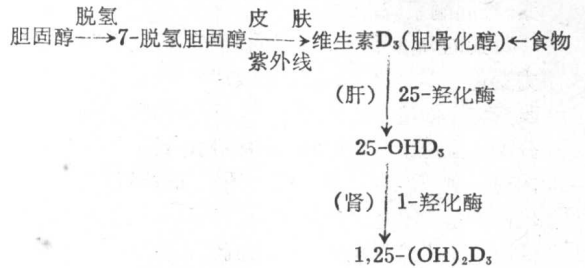 脱氢 皮 肤
胆固醇→7-脱氢胆固醇→维生素D₃(胆骨化醇)←食物
紫外线
(肝) 25-羟化酶
25-OHD₃
(肾) 1-羟化酶
1,25-(OH)₂D₃